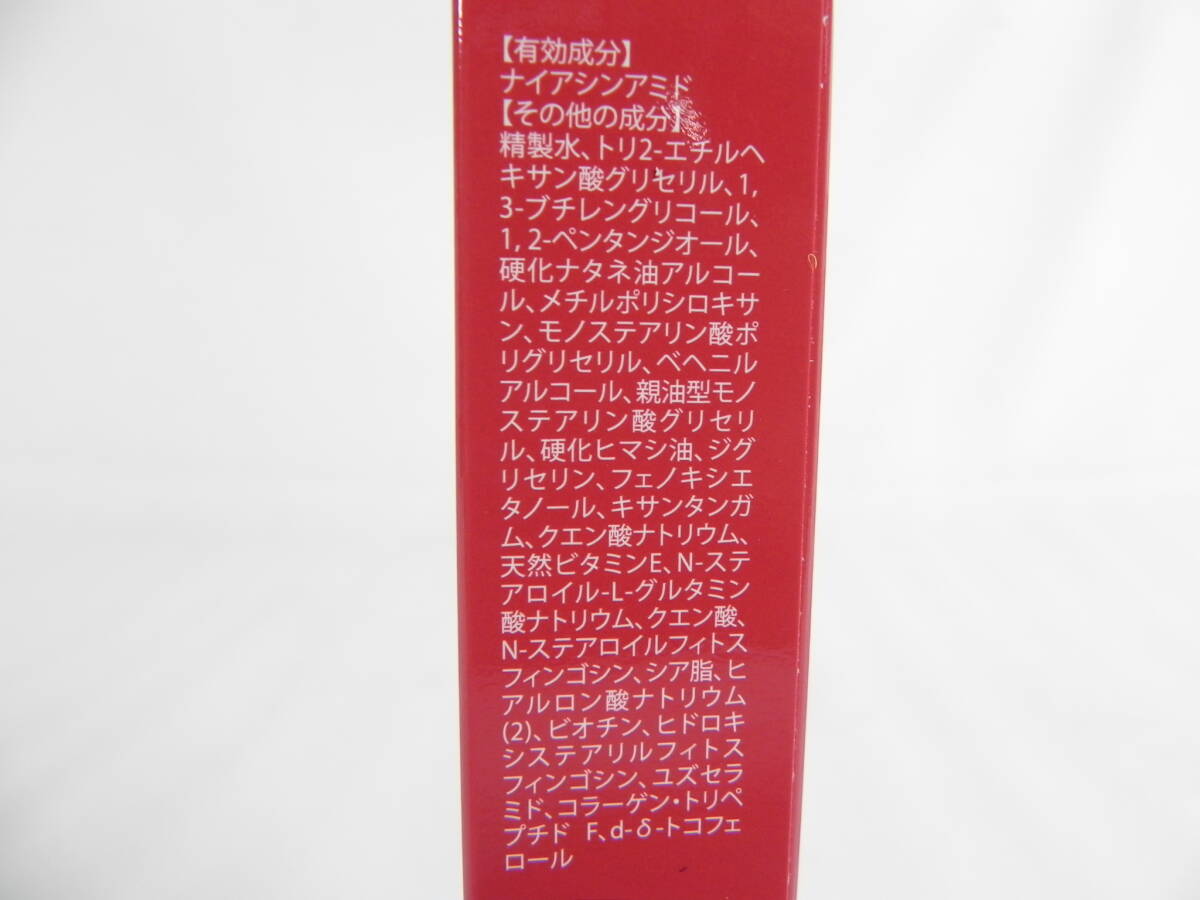 【有効成分】
ナイアシンアミド
【その他の成分】
精製水、トリ2-エチルヘ
キサン酸グリセリル、1,
3-ブチレングリコール、
1, 2-ペンタンジオール、
硬化ナタネ油アルコー
ル、メチルポリシロキサ
ン、モノステアリン酸ポ
リグリセリル、ベヘニル
アルコール、親油型モノ
ステアリン酸グリセリ
ル、硬化ヒマシ油、ジグ
リセリン、フェノキシエ
タノール、キサンタンガ
ム、クエン酸ナトリウム、
天然ビタミンE、N-ステ
アロイル-L-グルタミン
酸ナトリウム、クエン酸、
N-ステアロイルフィトス
フィンゴシン、シア脂、ヒ
アルロン酸ナトリウム
(2)、ビオチン、ヒドロキ
システアリルフィトス
フィンゴシン、ユズセラ
ミド、コラーゲン・トリペ
プチド F、d-δ-トコフェ
ロール